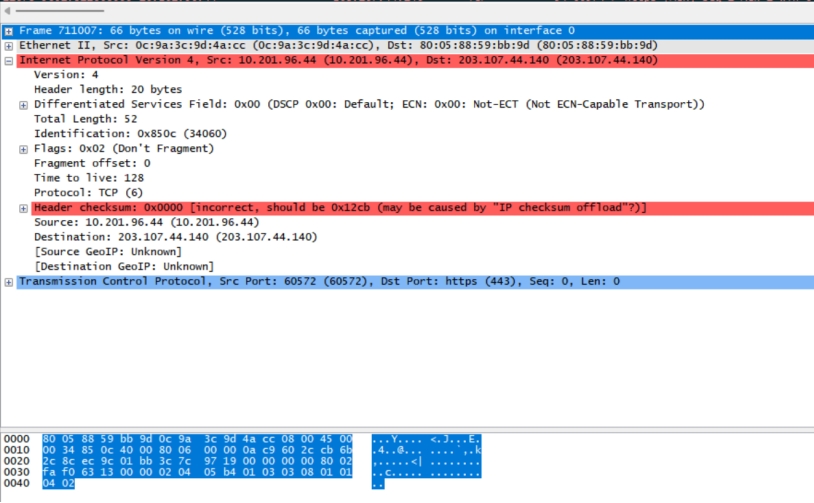 Frame 711007: 66 bytes on wire (528 bits), 66 bytes captured (528 bits) on interface 0
Ethernet II, Src: 0c:9a:3c:9d:4a:cc (0c:9a:3c:9d:4a:cc), Dst: 80:05:88:59:bb:9d (80:05:88:59:bb:9d)
Internet Protocol Version 4, Src: 10.201.96.44 (10.201.96.44), Dst: 203.107.44.140 (203.107.44.140)
Version: 4
Header length: 20 bytes
Differentiated Services Field: 0x00 (DSCP 0x00: Default; ECN: 0x00: Not-ECT (Not ECN-Capable Transport))
Total Length: 52
Identification: 0x850c (34060)
Flags: 0x02 (Don't Fragment)
Fragment offset: 0
Time to live: 128
Protocol: TCP (6)
Header checksum: 0x0000 [incorrect, should be 0x12cb (may be caused by "IP checksum offload"?)]
Source: 10.201.96.44 (10.201.96.44)
Destination: 203.107.44.140 (203.107.44.140)
[Source GeoIP: Unknown]
[Destination GeoIP: Unknown]
Transmission Control Protocol, Src Port: 60572 (60572), Dst Port: https (443), Seq: 0, Len: 0
0000 80 05 88 59 bb 9d 0c 9a 3c 9d 4a cc 08 00 45 00 ...Y.... <.J...E.
0010 00 34 85 0c 40 00 80 06 00 00 0a c9 60 2c cb 6b .4..@... ....`,.k
0020 2c 8c ec 9c 01 bb 3c 7c 97 19 00 00 00 00 80 02 ,.....<| ........
0030 fa f0 63 13 00 00 02 04 05 b4 01 03 03 08 01 01 ..c..... ........
0040 04 02 ..